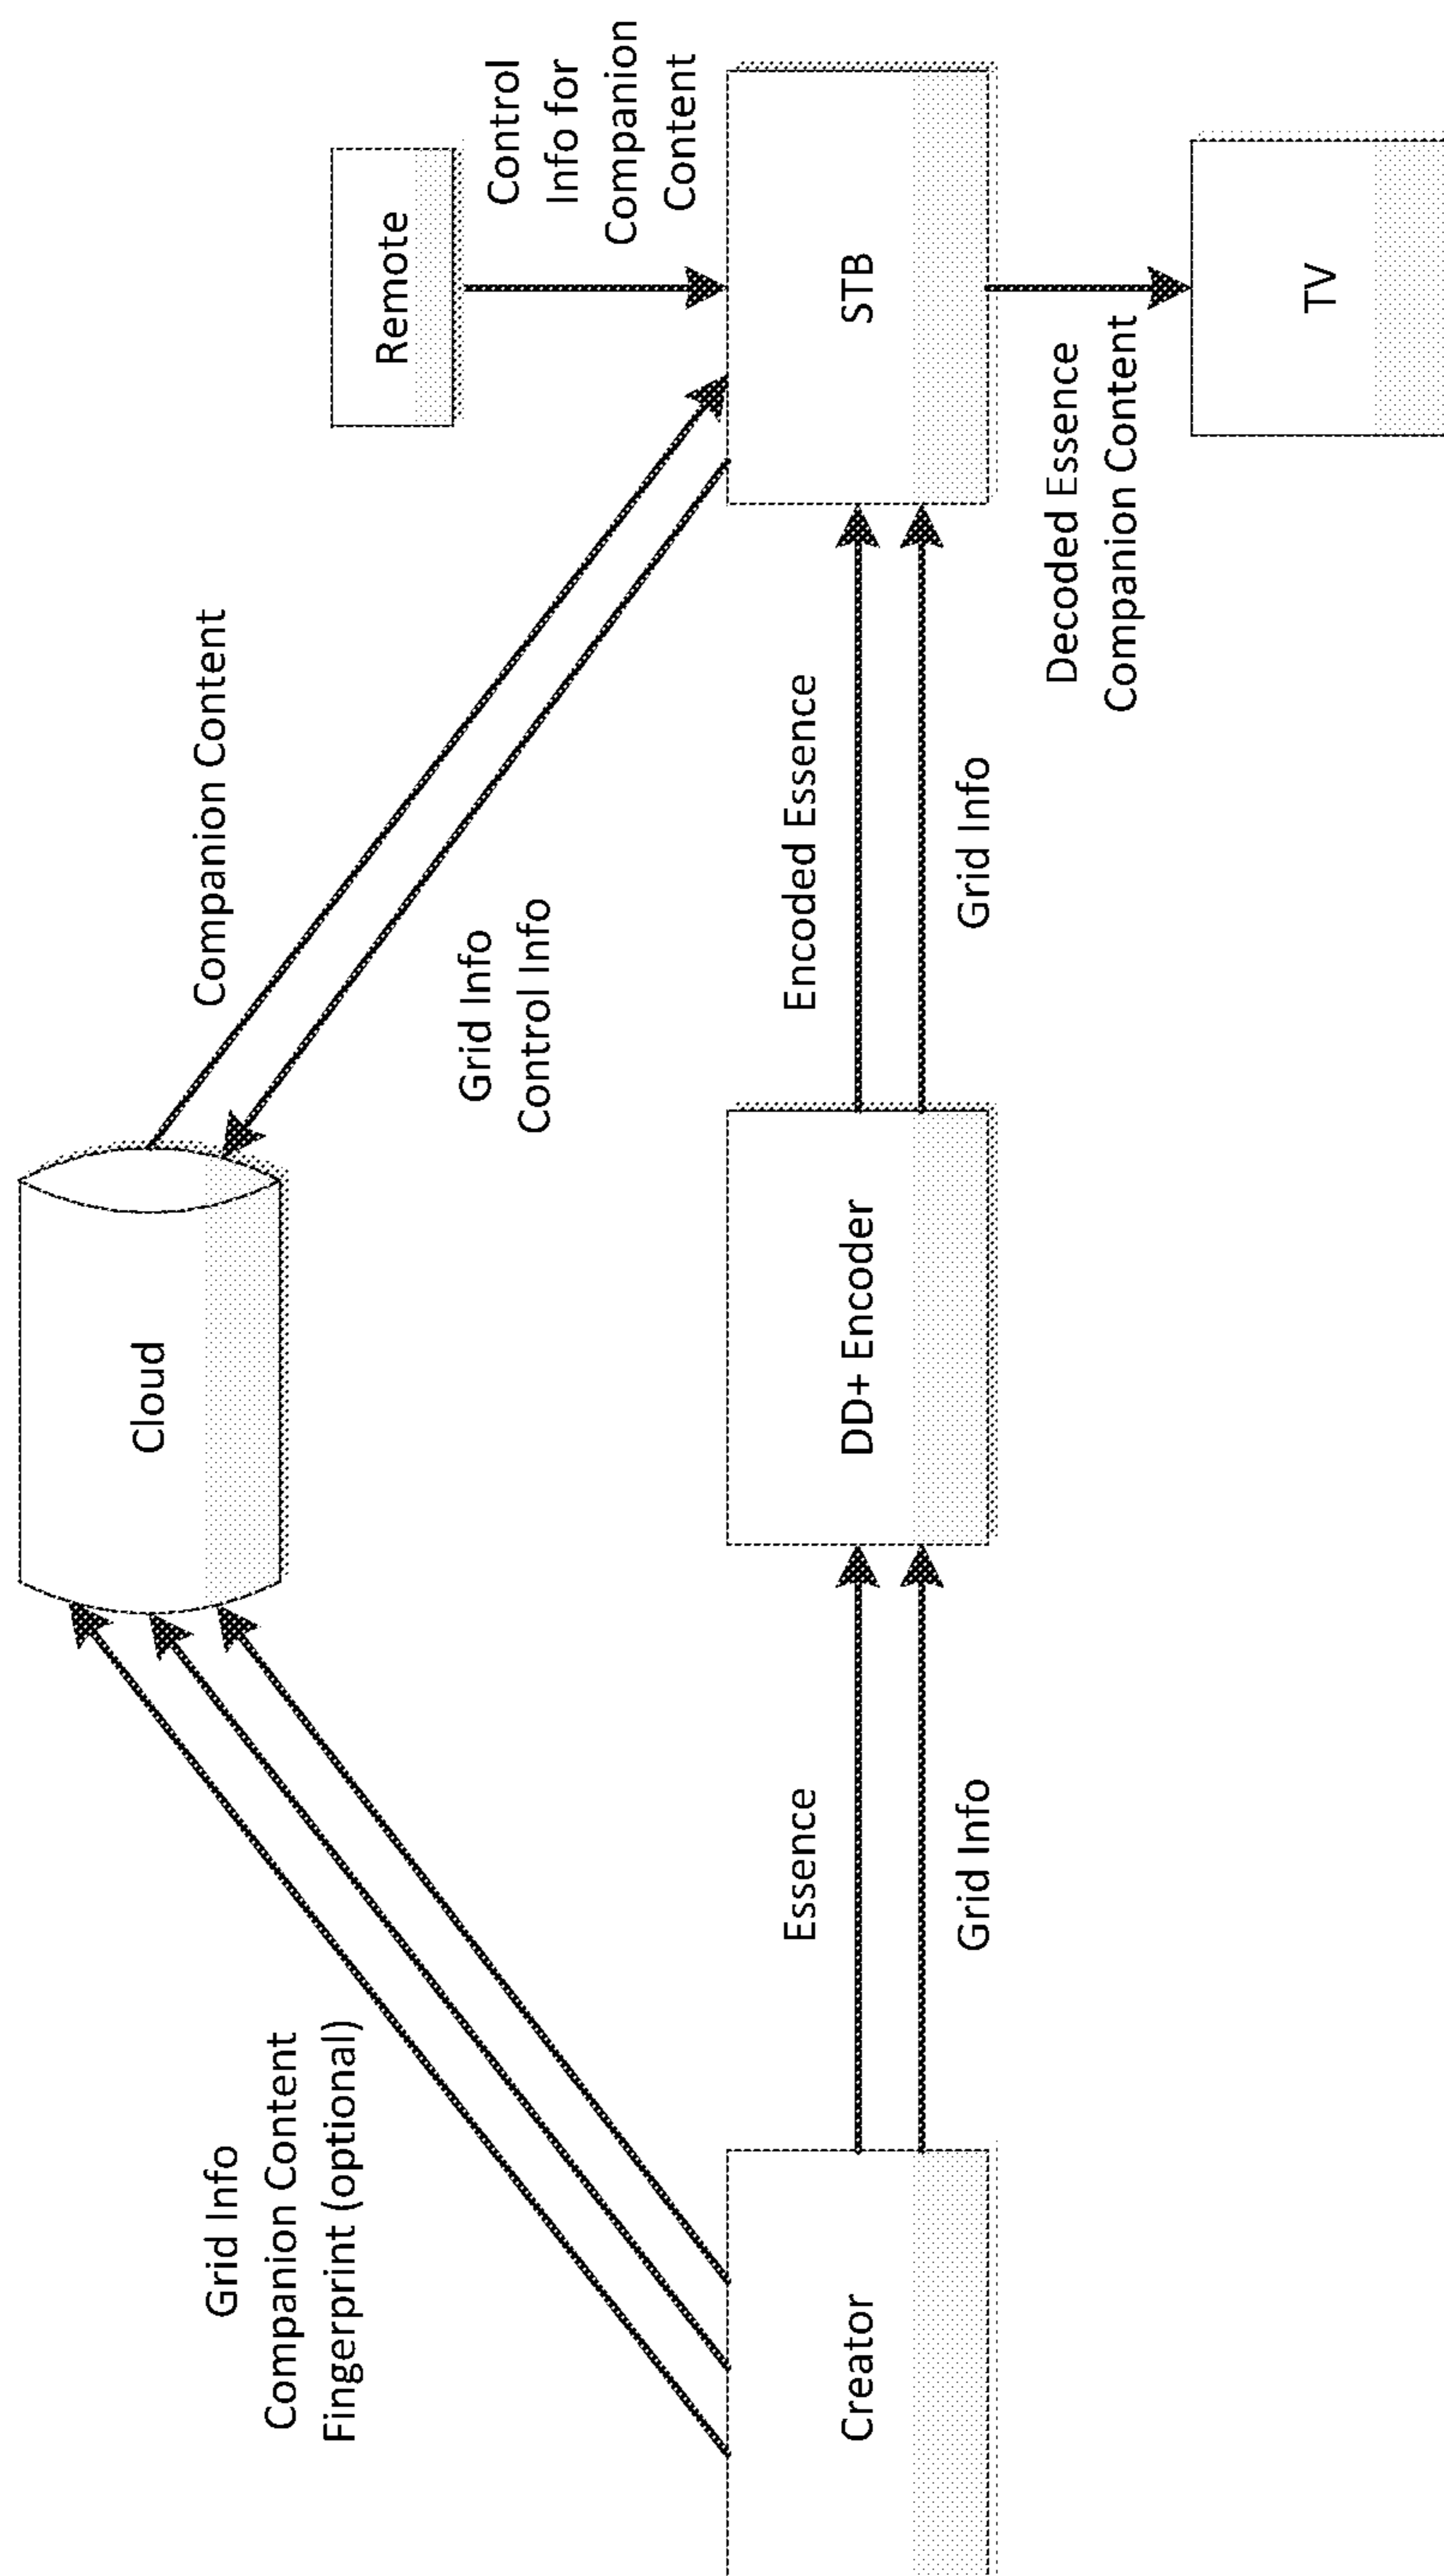 Grid Info
Companion Content
Fingerprint (optional)
Cloud
Companion Content
Grid Info
Control Info
Remote
Control
Info for
Companion
Content
Creator
Essence
Grid Info
DD+ Encoder
Encoded Essence
Grid Info
STB
Decoded Essence
Companion Content
TV